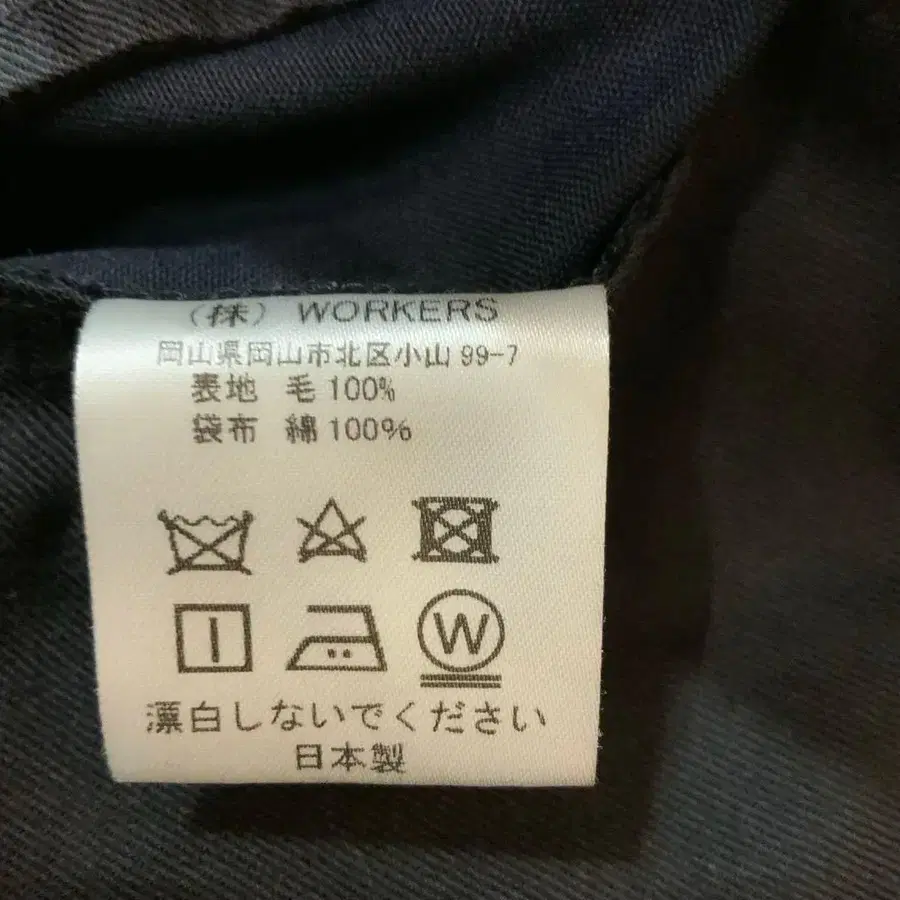 （株）WORKERS
岡山県岡山市北区小山 99-7
表地 毛 100%
袋布 綿 100%
W
漂白しないでください
日本製